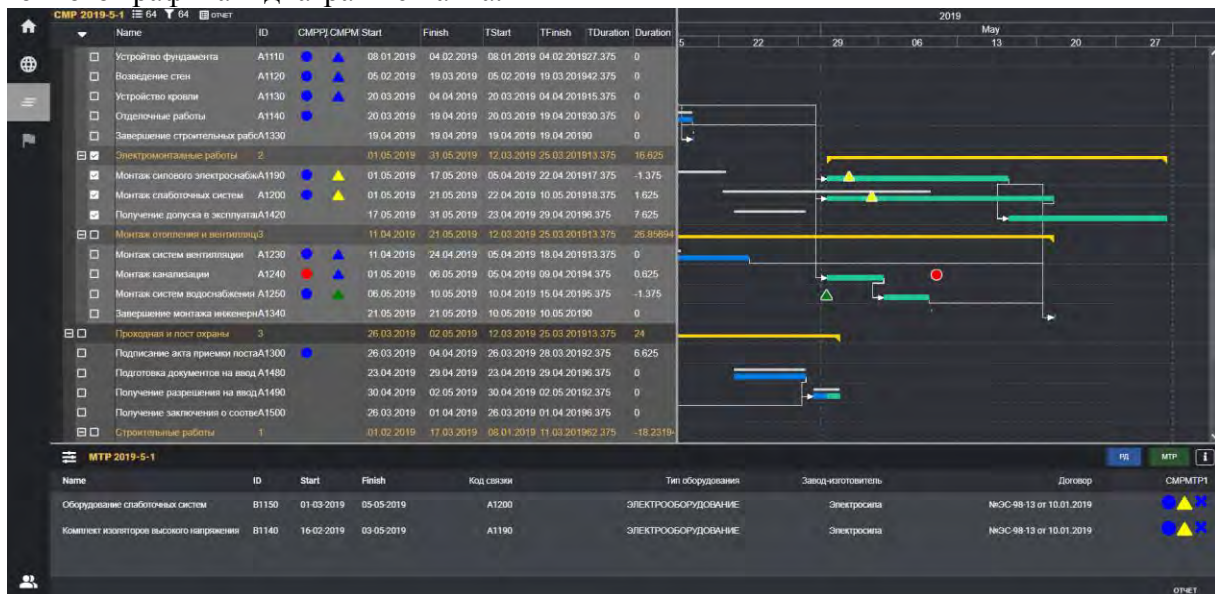 CMP 2019-5-1 64 64 ОТЧЕТ
2019
May
Name ID CMPPД CMPM Start Finish TStart TFinish TDuration Duration
5 22 29 06 13 20 27
Устройтво фундамента A1110 08.01.2019 04.02.2019 08.01.2019 04.02.2019 27.375 0
Возведение стен A1120 05.02.2019 19.03.2019 05.02.2019 19.03.2019 42.375 0
Устройство кровли A1130 20.03.2019 04.04.2019 20.03.2019 04.04.2019 15.375 0
Отделочные работы A1140 20.03.2019 19.04.2019 20.03.2019 19.04.2019 30.375 0
Завершение строительных рабо A1330 19.04.2019 19.04.2019 19.04.2019 19.04.2019 0 0
Электромонтажные работы 2 01.05.2019 31.05.2019 12.03.2019 25.03.2019 13.375 16.625
Монтаж силового электроснабж A1190 01.05.2019 17.05.2019 05.04.2019 22.04.2019 17.375 -1.375
Монтаж слаботочных систем A1200 01.05.2019 21.05.2019 22.04.2019 10.05.2019 18.375 1.625
Получение допуска в эксплуата A1420 17.05.2019 31.05.2019 23.04.2019 29.04.2019 6.375 7.625
Монтаж отопления и вентиляци 3 11.04.2019 21.05.2019 12.03.2019 25.03.2019 13.375 26.85694
Монтаж систем вентилляции A1230 11.04.2019 24.04.2019 05.04.2019 18.04.2019 13.375 0
Монтаж канализации A1240 01.05.2019 06.05.2019 05.04.2019 09.04.2019 4.375 0.625
Монтаж систем водоснабжения A1250 06.05.2019 10.05.2019 10.04.2019 15.04.2019 5.375 -1.375
Завершение монтажа инженерн A1340 21.05.2019 21.05.2019 10.05.2019 10.05.2019 0 0
Проходная и пост охраны 3 26.03.2019 02.05.2019 12.03.2019 25.03.2019 13.375 24
Подписание акта приемки поста A1300 26.03.2019 04.04.2019 26.03.2019 28.03.2019 2.375 6.625
Подготовка документов на ввод A1480 23.04.2019 29.04.2019 23.04.2019 29.04.2019 6.375 0
Получение разрешения на ввод A1490 30.04.2019 02.05.2019 30.04.2019 02.05.2019 2.375 0
Получение заключения о соотве A1500 26.03.2019 01.04.2019 26.03.2019 01.04.2019 6.375 0
Строительные работы 1 01.02.2019 17.03.2019 08.01.2019 11.03.2019 62.375 -18.2319
МТР 2019-5-1 РД МТР i
Name ID Start Finish Код связки Тип оборудования Завод-изготовитель Договор CMPMTP1
Оборудование слаботочных систем B1150 01-03-2019 05-05-2019 A1200 ЭЛЕКТРООБОРУДОВАНИЕ Электросила №ЭС-98-13 от 10.01.2019
Комплект изоляторов высокого напряжения B1140 16-02-2019 03-05-2019 A1190 ЭЛЕКТРООБОРУДОВАНИЕ Электросила №ЭС-98-13 от 10.01.2019
ОТЧЕТ